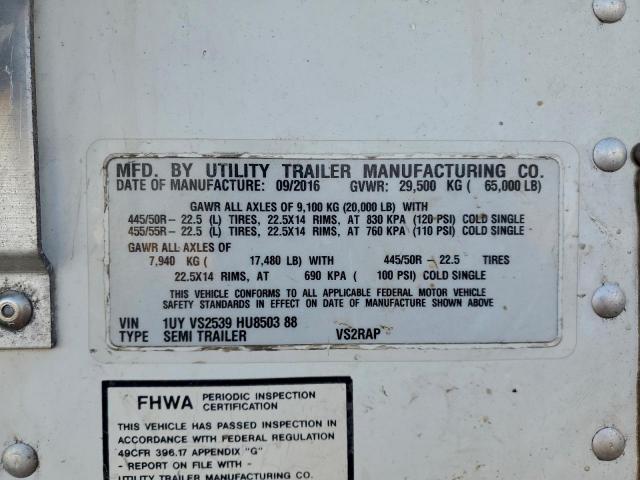 MFD. BY UTILITY TRAILER MANUFACTURING CO.
DATE OF MANUFACTURE: 09/2016 GVWR: 29,500 KG ( 65,000 LB)
GAWR ALL AXLES OF 9,100 KG (20,000 LB) WITH
445/50R- 22.5 (L) TIRES, 22.5X14 RIMS, AT 830 KPA (120 PSI) COLD SINGLE
455/55R- 22.5 (L) TIRES, 22.5X14 RIMS, AT 760 KPA (110 PSI) COLD SINGLE
GAWR ALL AXLES OF
7,940 KG ( 17,480 LB) WITH 445/50R - 22.5 TIRES
22.5X14 RIMS, AT 690 KPA ( 100 PSI) COLD SINGLE
THIS VEHICLE CONFORMS TO ALL APPLICABLE FEDERAL MOTOR VEHICLE
SAFETY STANDARDS IN EFFECT ON DATE OF MANUFACTURE SHOWN ABOVE
VIN 1UY VS2539 HU8503 88
TYPE SEMI TRAILER VS2RAP
FHWA PERIODIC INSPECTION
CERTIFICATION
THIS VEHICLE HAS PASSED INSPECTION IN
ACCORDANCE WITH FEDERAL REGULATION
49CFR 396.17 APPENDIX "G"
- REPORT ON FILE WITH -
UTILITY TRAILER MANUFACTURING CO.